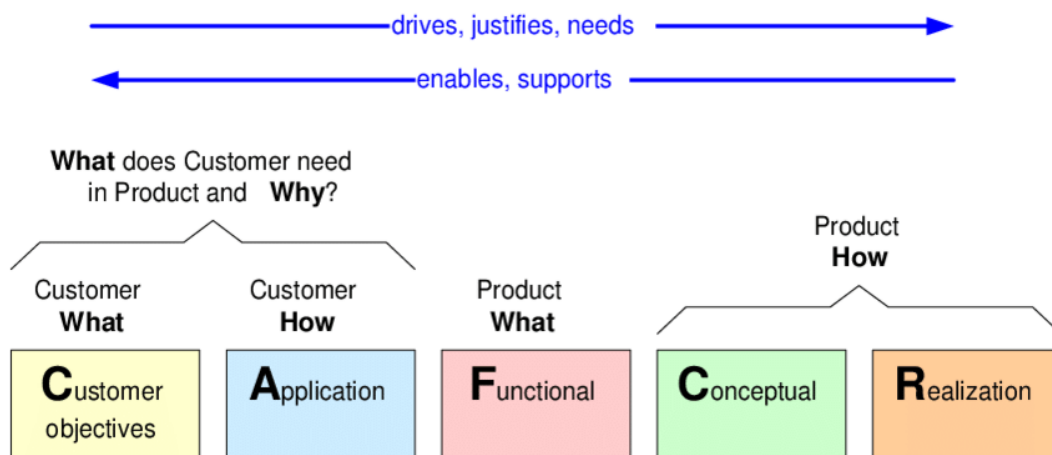 drives, justifies, needs
enables, supports
What does Customer need
in Product and Why?
Product
How
Customer
What
Customer
How
Product
What
Customer
objectives
Application
Functional
Conceptual
Realization